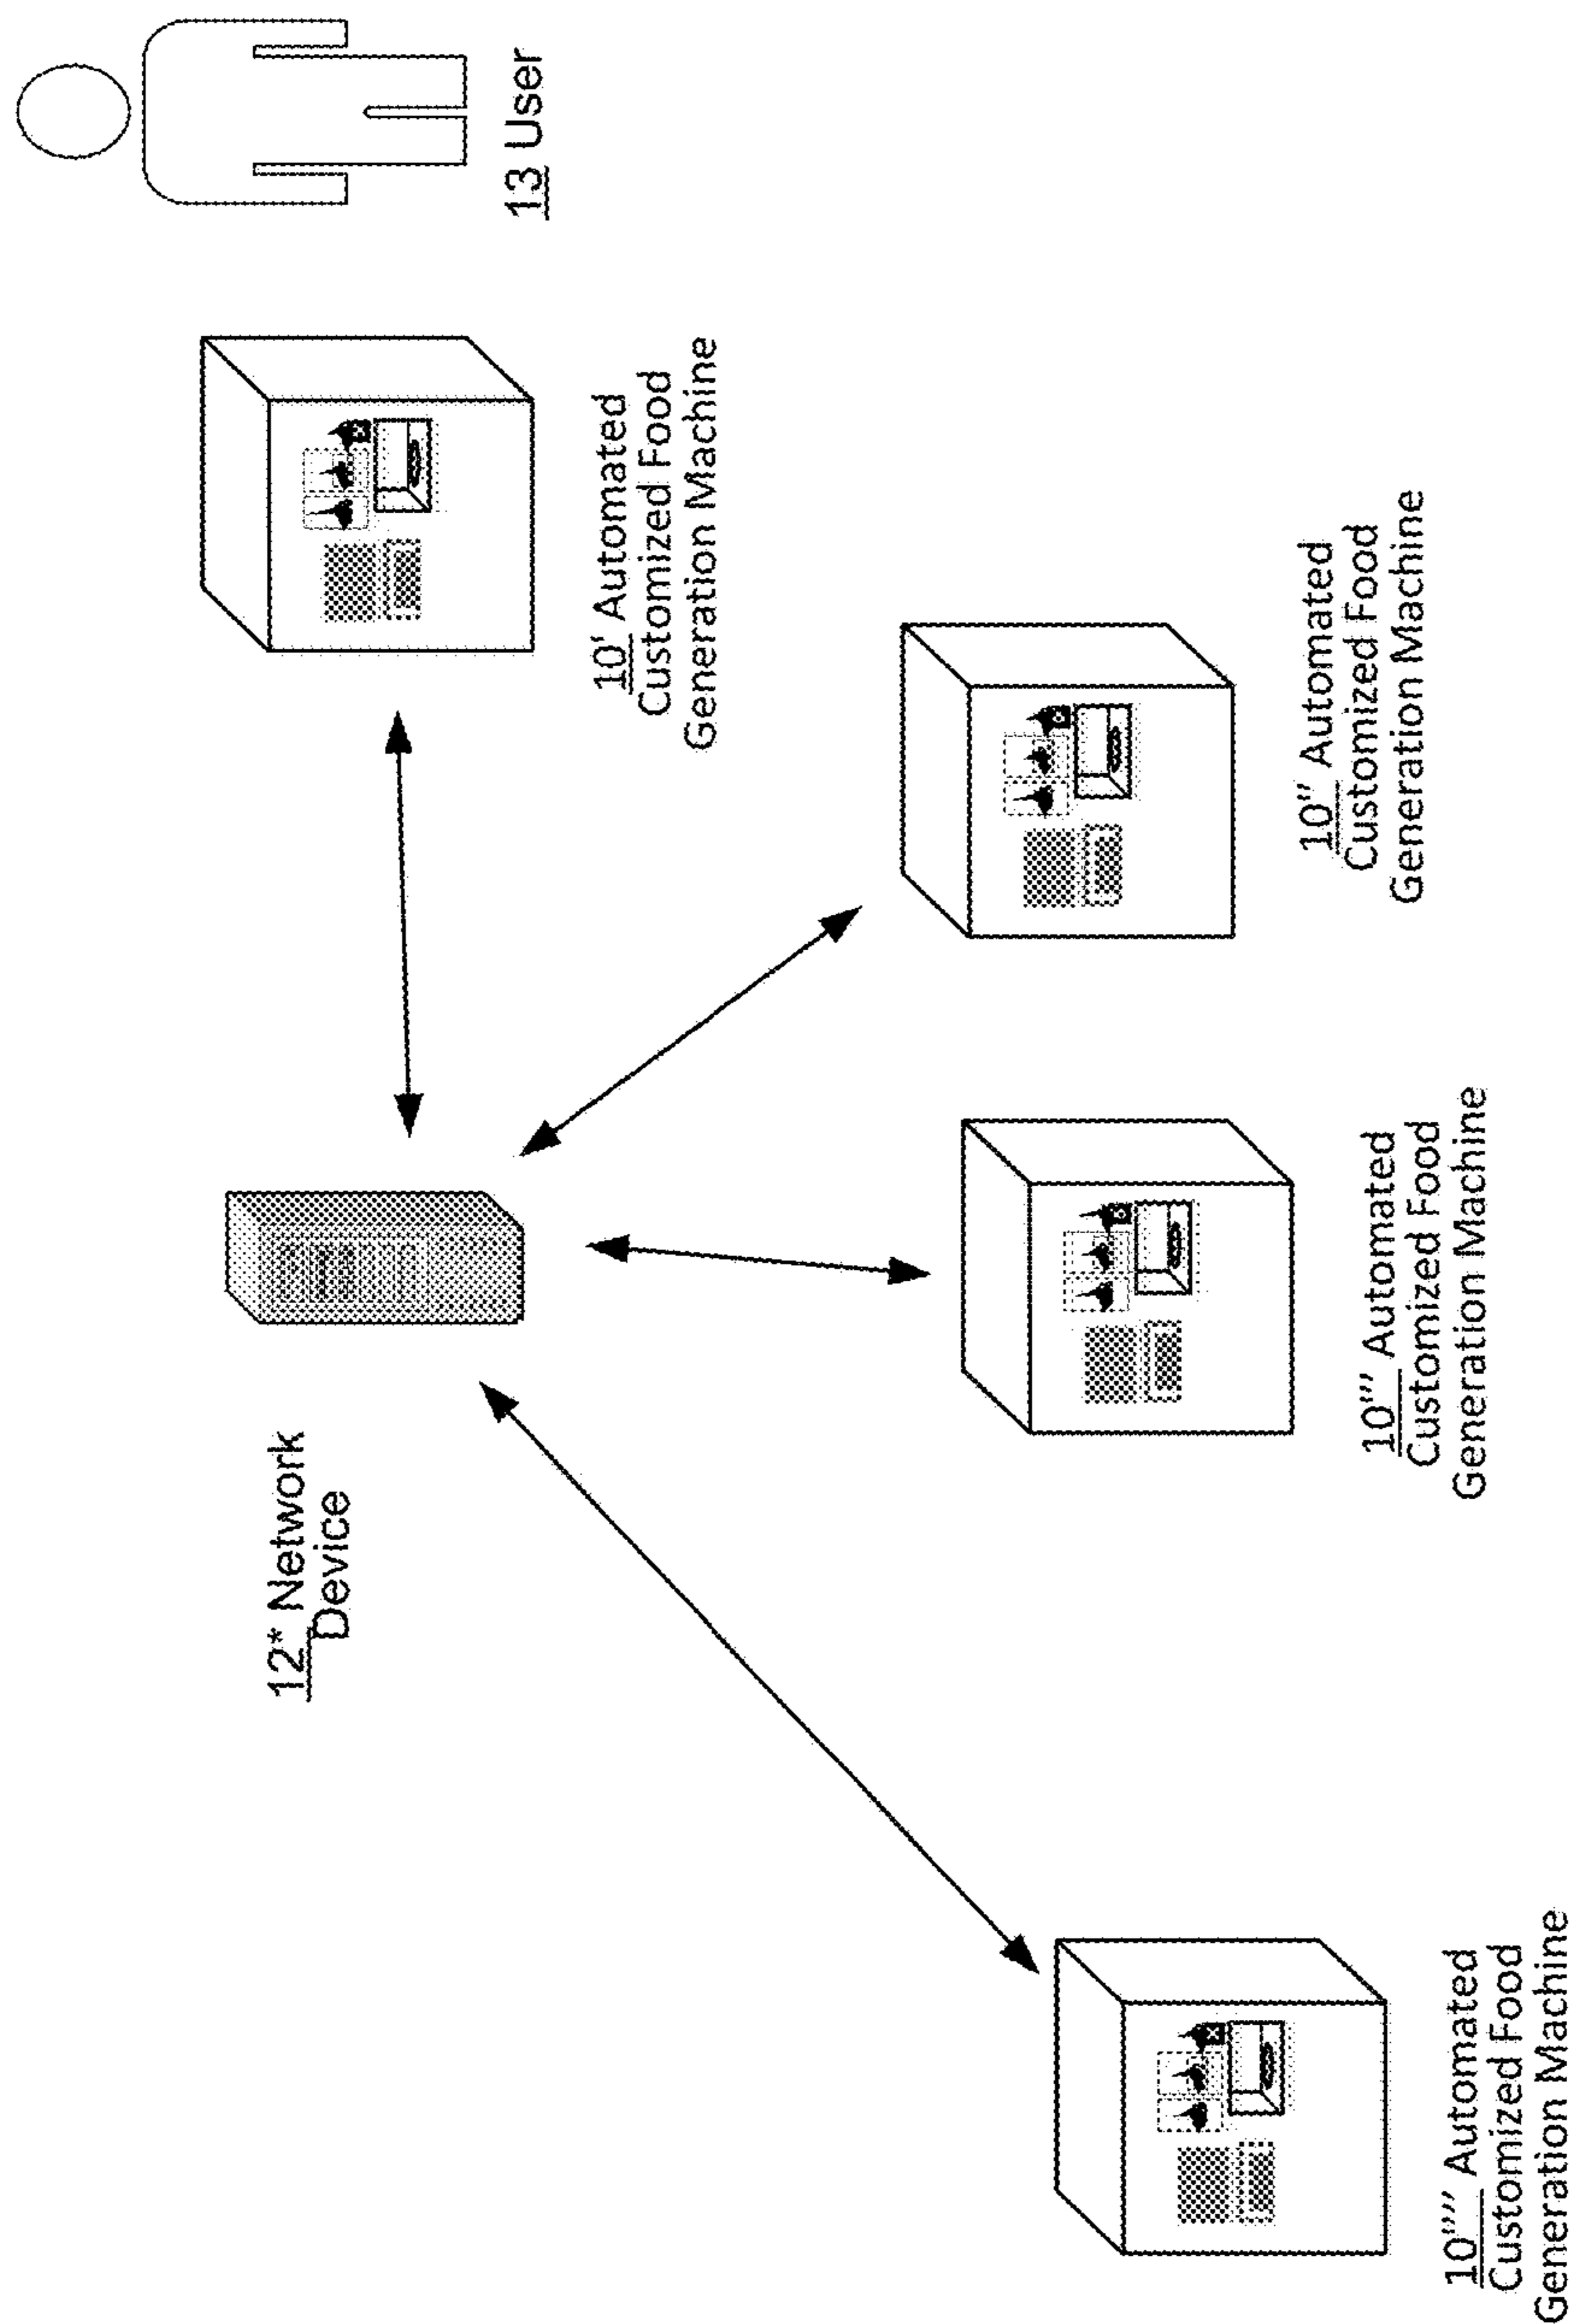 13 User
10' Automated
Customized Food
Generation Machine
12* Network
Device
10'' Automated
Customized Food
Generation Machine
10''' Automated
Customized Food
Generation Machine
10'''' Automated
Customized Food
Generation Machine